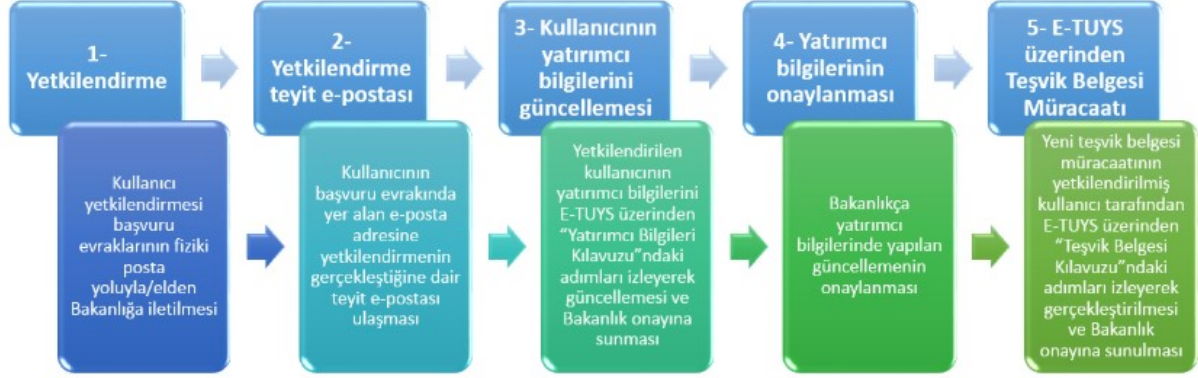 1-
Yetkilendirme
2-
Yetkilendirme
teyit e-postası
3- Kullanıcının
yatırımcı
bilgilerini
güncellemesi
4- Yatırımcı
bilgilerinin
onaylanması
5- E-TUYS
üzerinden
Teşvik Belgesi
Müracaatı
Kullanıcı
yetkilendirmesi
başvuru
evraklarının fiziki
posta
yoluyla/elden
Bakanlığa iletilmesi
Kullanıcının
başvuru evrakında
yer alan e-posta
adresine
yetkilendirmenin
gerçekleştiğine dair
teyit e-postası
ulaşması
Yetkilendirilen
kullanıcının
yatırımcı bilgilerini
E-TUYS üzerinden
“Yatırımcı Bilgileri
Kılavuzu”ndaki
adımları izleyerek
güncellemesi ve
Bakanlık onayına
sunması
Bakanlıkça
yatırımcı
bilgilerinde yapılan
güncellemenin
onaylanması
Yeni teşvik belgesi
müracaatının
yetkilendirilmiş
kullanıcı tarafından
E-TUYS üzerinden
“Teşvik Belgesi
Kılavuzu”ndaki
adımları izleyerek
gerçekleştirilmesi
ve Bakanlık
onayına sunulması